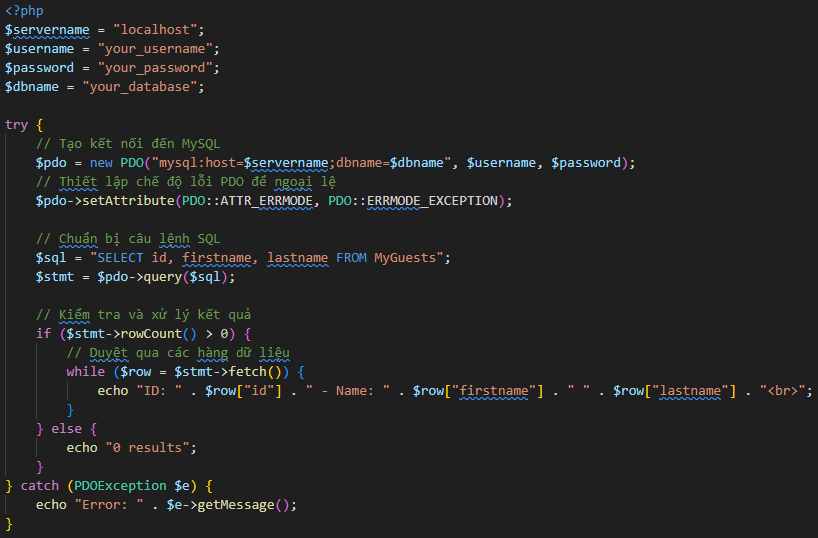 <?php
$servername = "localhost";
$username = "your_username";
$password = "your_password";
$dbname = "your_database";
try {
// Tạo kết nối đến MySQL
$pdo = new PDO("mysql:host=$servername;dbname=$dbname", $username, $password);
// Thiết lập chế độ lỗi PDO để ngoại lệ
$pdo->setAttribute(PDO::ATTR_ERRMODE, PDO::ERRMODE_EXCEPTION);
// Chuẩn bị câu lệnh SQL
$sql = "SELECT id, firstname, lastname FROM MyGuests";
$stmt = $pdo->query($sql);
// Kiểm tra và xử lý kết quả
if ($stmt->rowCount() > 0) {
// Duyệt qua các hàng dữ liệu
while ($row = $stmt->fetch()) {
echo "ID: " . $row["id"] . " - Name: " . $row["firstname"] . " " . $row["lastname"] . "<br>";
}
} else {
echo "0 results";
}
} catch (PDOException $e) {
echo "Error: " . $e->getMessage();
}